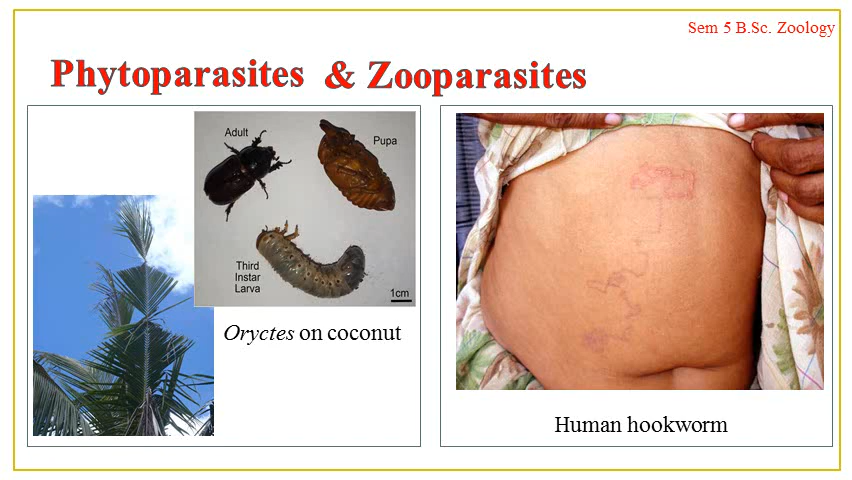 Sem 5 B.Sc. Zoology
Phytoparasites & Zooparasites
Adult
Pupa
Third
Instar
Larva
1cm
Oryctes on coconut
Human hookworm